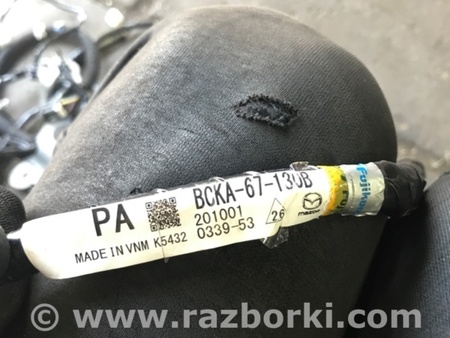 PA
BCKA-67-130B
201001
0339-53
26
mazda
MADE IN VNM K5432
Fujikura
© www.razborki.com